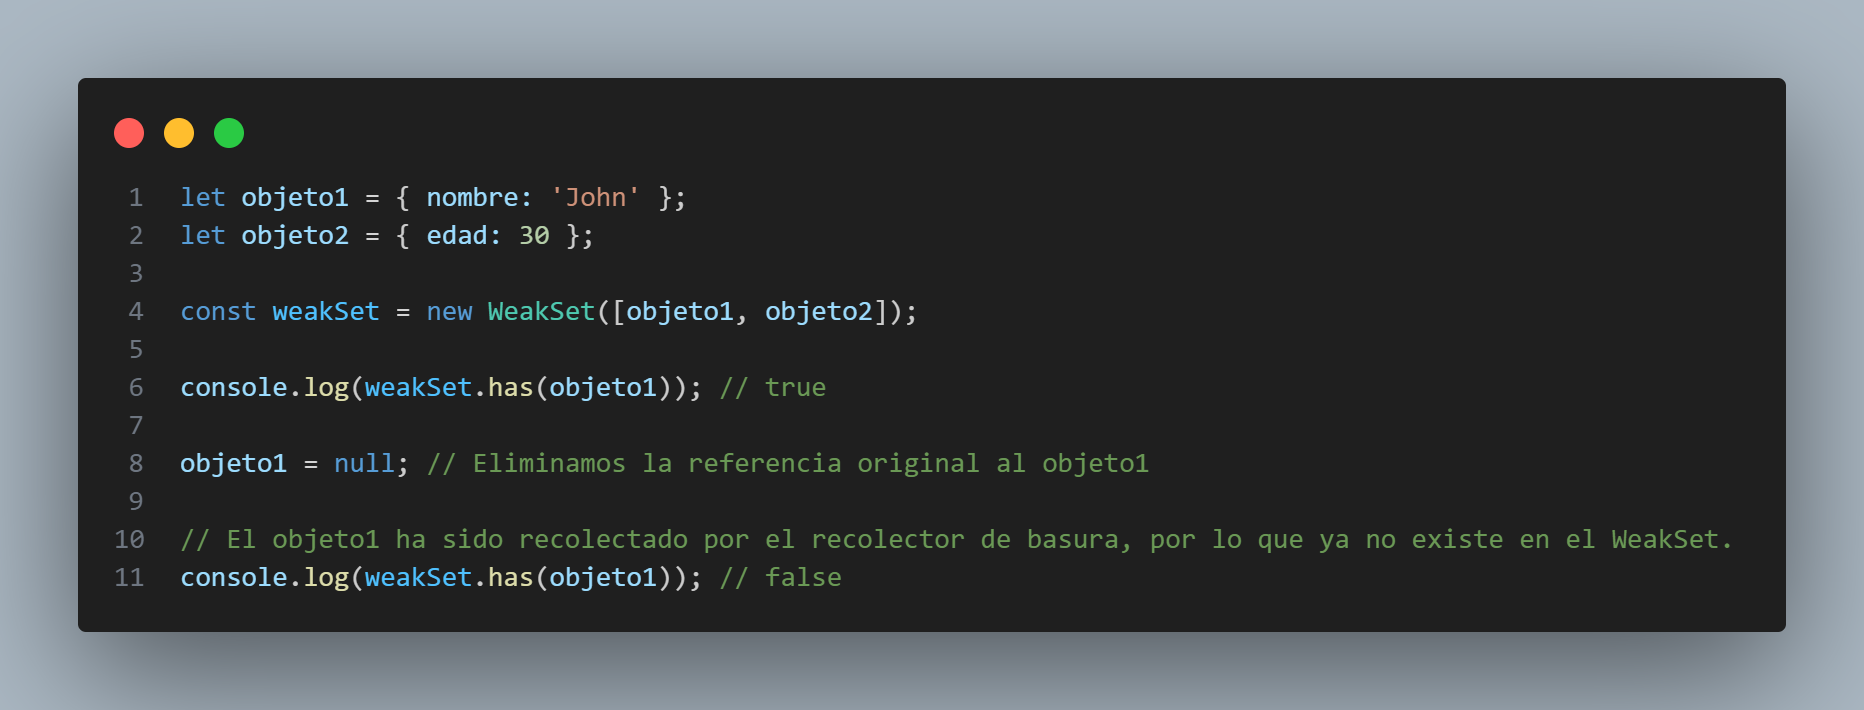 1 let objeto1 = { nombre: 'John' };
2 let objeto2 = { edad: 30 };
3
4 const weakSet = new WeakSet([objeto1, objeto2]);
5
6 console.log(weakSet.has(objeto1)); // true
7
8 objeto1 = null; // Eliminamos la referencia original al objeto1
9
10 // El objeto1 ha sido recolectado por el recolector de basura, por lo que ya no existe en el WeakSet.
11 console.log(weakSet.has(objeto1)); // false